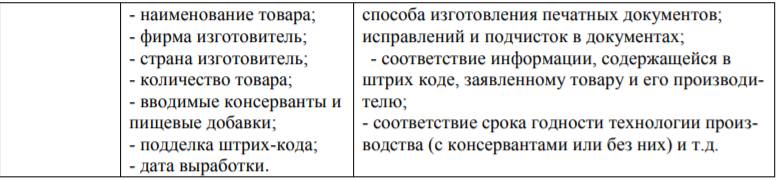 - наименование товара;
- фирма изготовитель;
- страна изготовитель;
- количество товара;
- вводимые консерванты и
пищевые добавки;
- подделка штрих-кода;
- дата выработки.
способа изготовления печатных документов;
исправлений и подчисток в документах;
- соответствие информации, содержащейся в
штрих коде, заявленному товару и его производи-
телю;
- соответствие срока годности технологии произ-
водства (с консервантами или без них) и т.д.